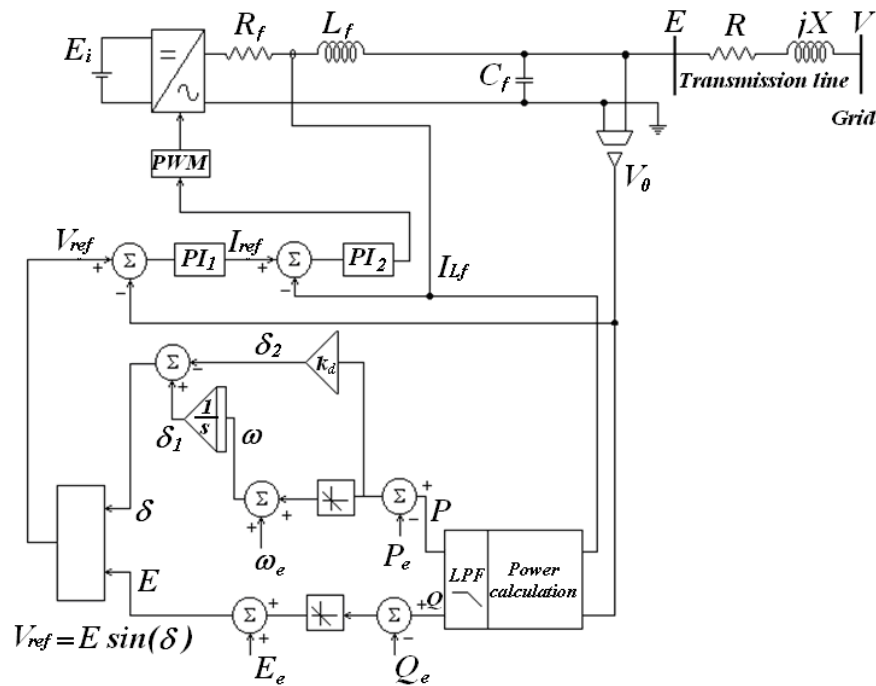 E_i
=
~
R_f
L_f
C_f
E
R
jX
V
Transmission line
Grid
PWM
V_0
V_ref
+
Σ
−
PI_1
I_ref
+
Σ
−
PI_2
I_Lf
δ_2
k_d
Σ
−
+
1/s
δ_1
ω
δ
Σ
+
+
ω_e
Σ
+
−
P
P_e
LPF
Power
calculation
E
Σ
+
+
E_e
Σ
+
−
Q
Q_e
V_ref = E sin(δ)